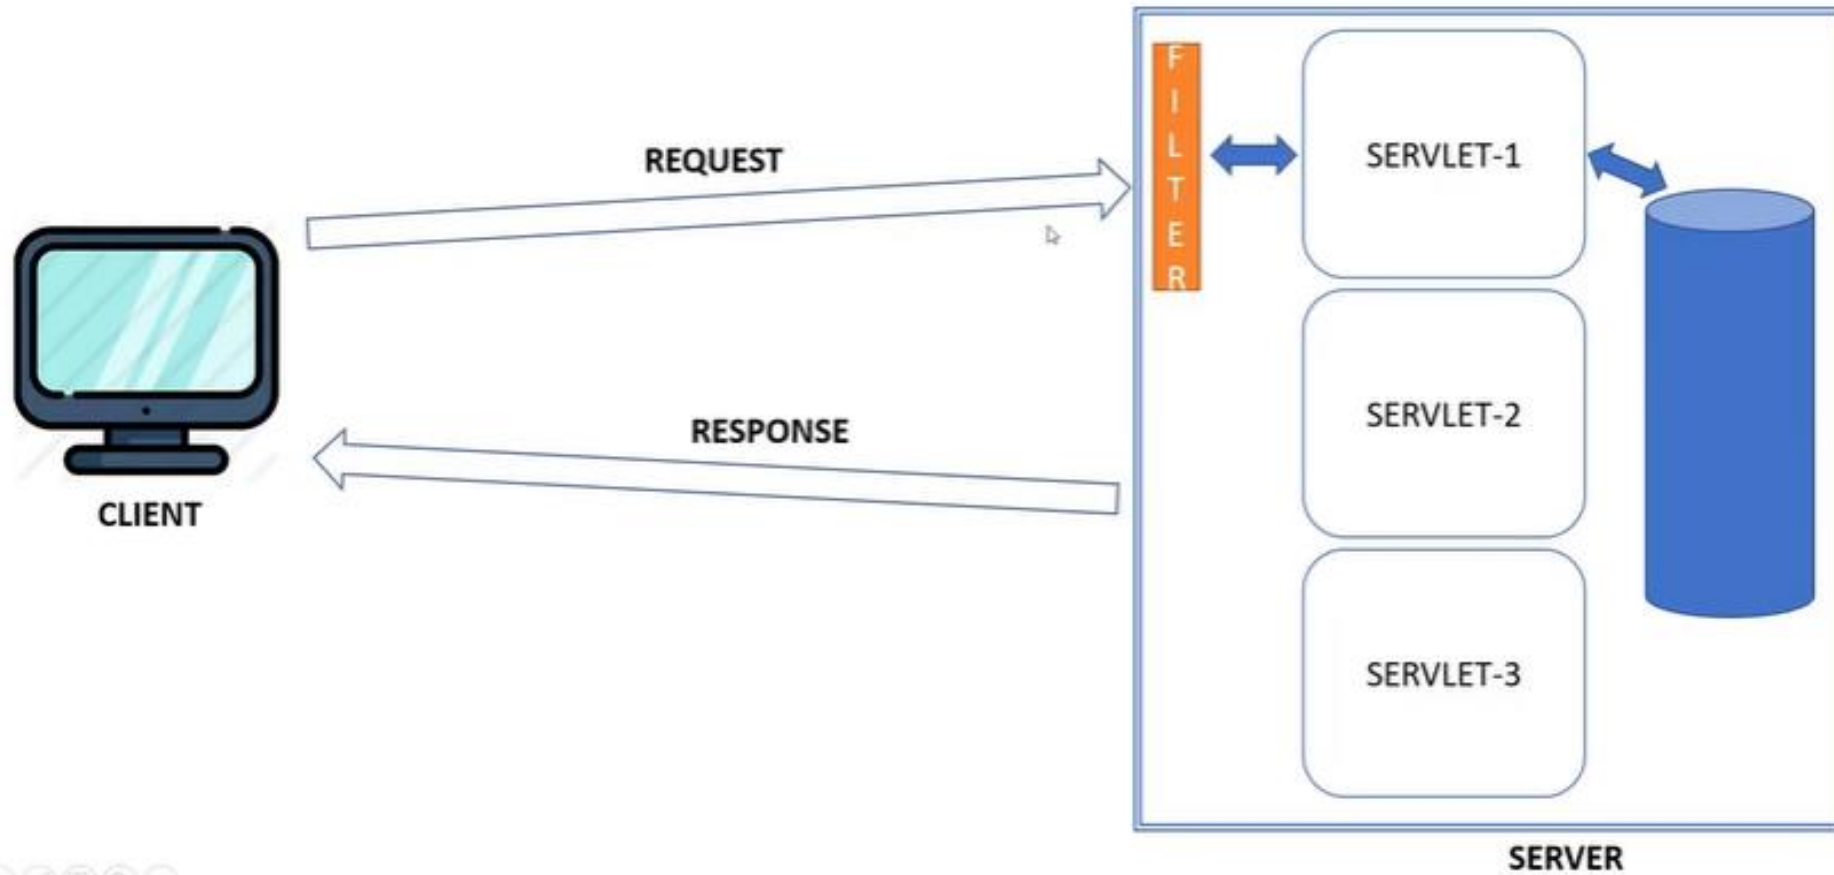 REQUEST
FILTER
SERVLET-1
SERVLET-2
RESPONSE
CLIENT
SERVLET-3
SERVER